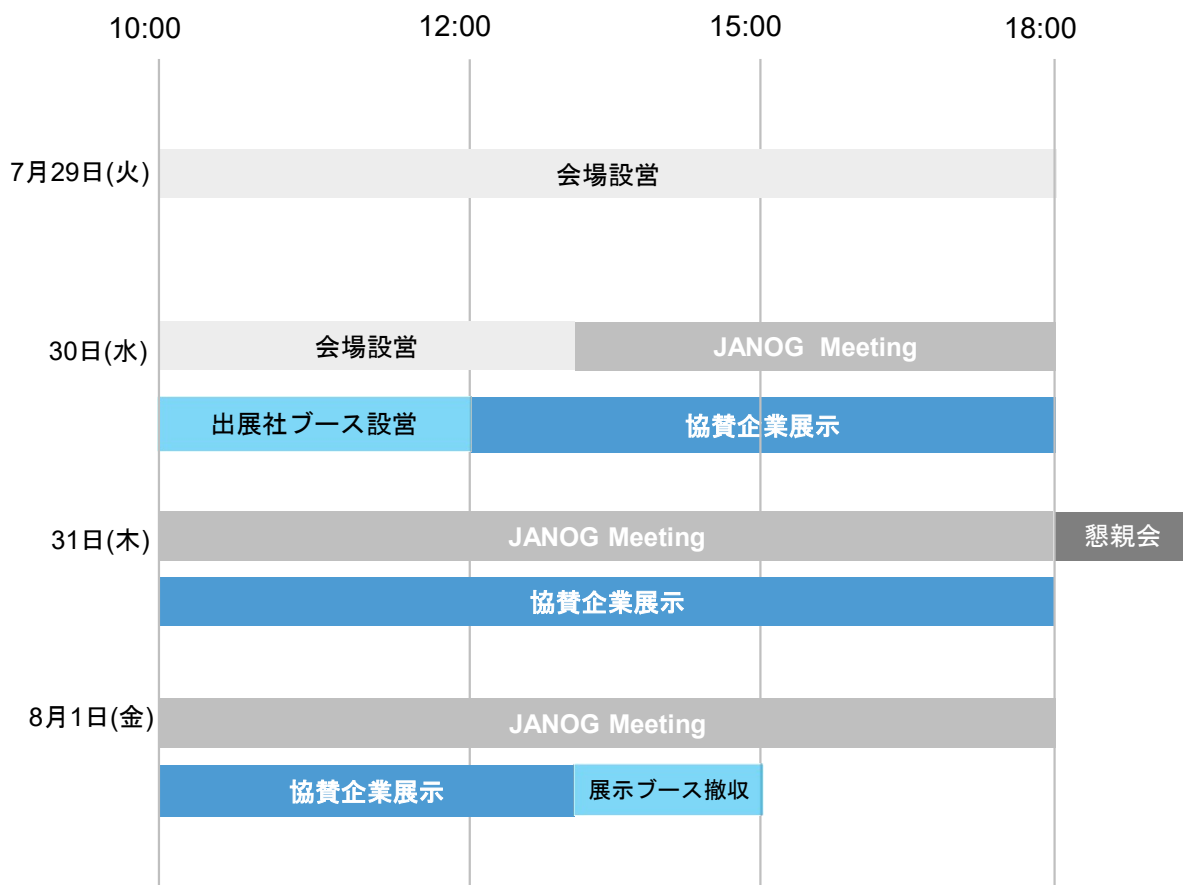 10:00 12:00 15:00 18:00
7月29日(火) 会場設営
30日(水) 会場設営 JANOG Meeting
出展社ブース設営 協賛企業展示
31日(木) JANOG Meeting 懇親会
協賛企業展示
8月1日(金) JANOG Meeting
協賛企業展示 展示ブース撤収